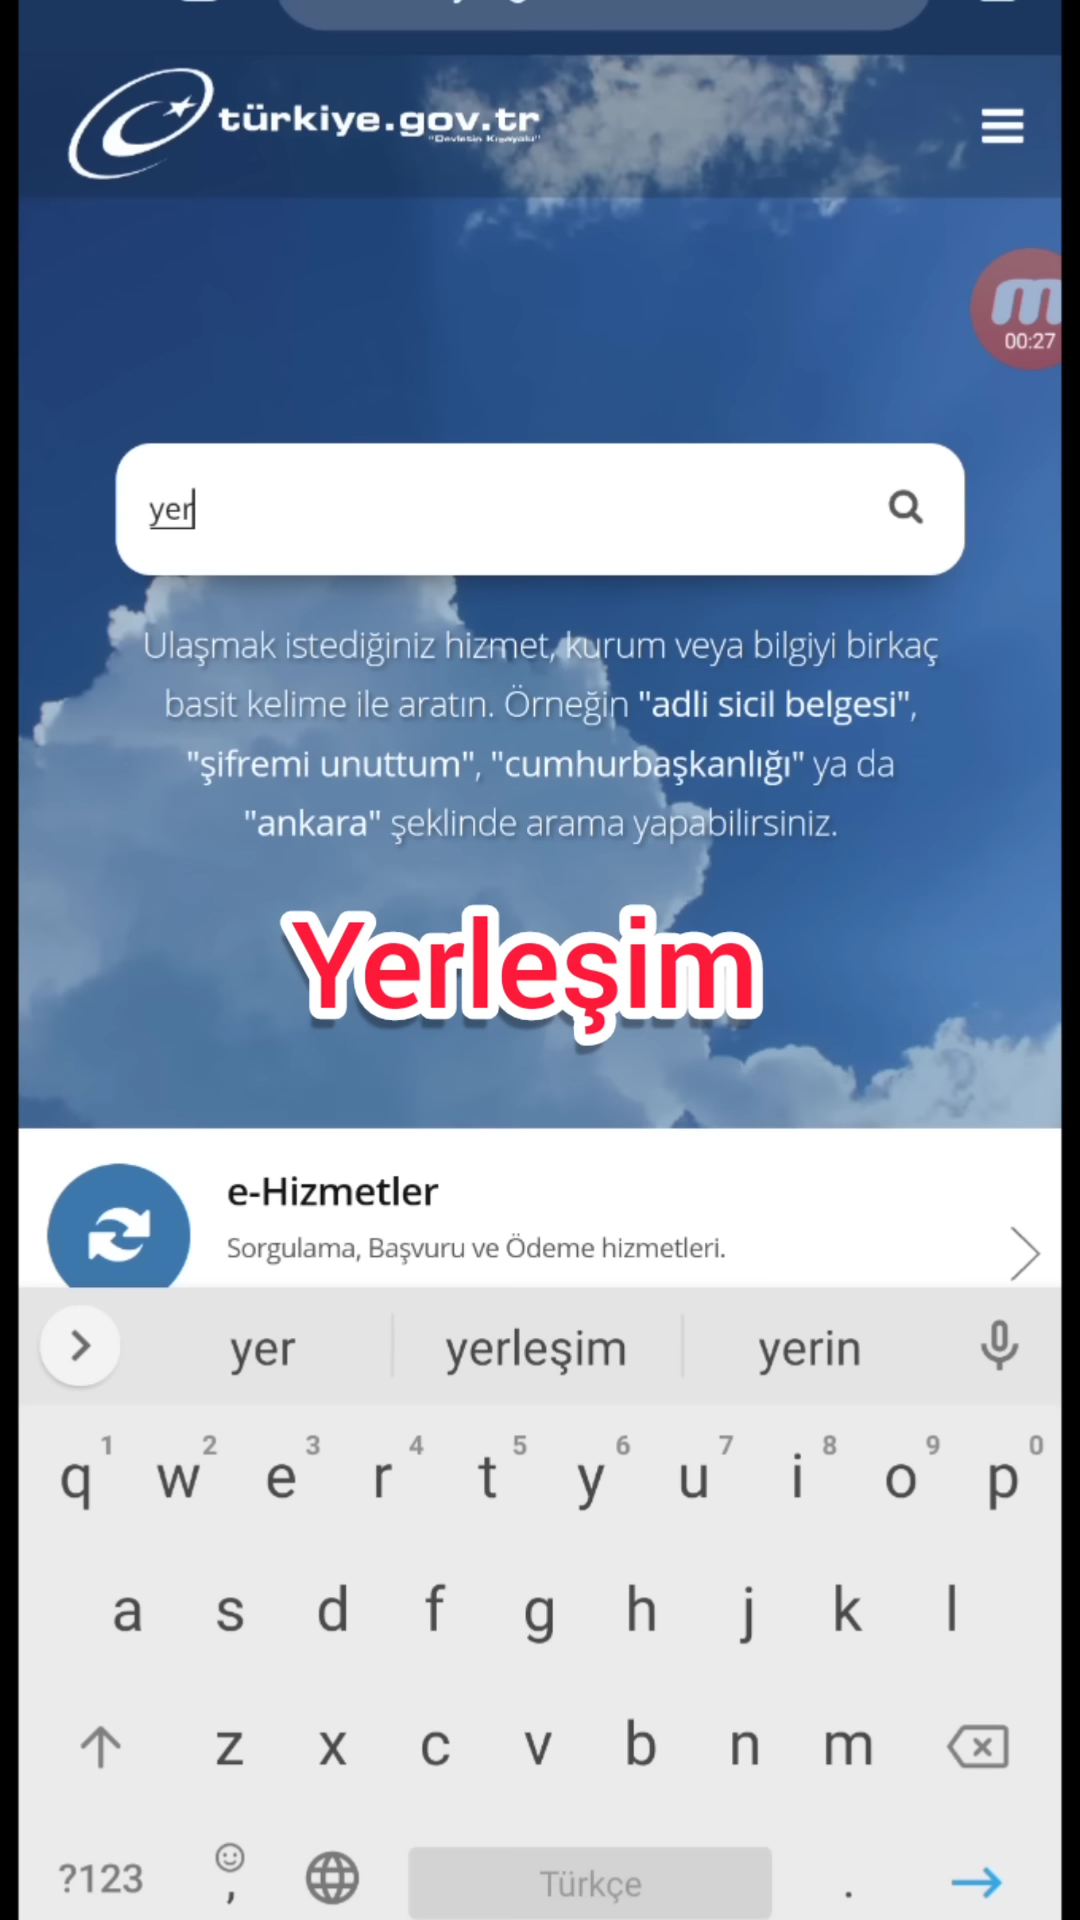 türkiye.gov.tr
"Devletin Kısayolu"
00:27
yer
Ulaşmak istediğiniz hizmet, kurum veya bilgiyi birkaç
basit kelime ile aratın. Örneğin "adli sicil belgesi",
"şifremi unuttum", "cumhurbaşkanlığı" ya da
"ankara" şeklinde arama yapabilirsiniz.
Yerleşim
e-Hizmetler
Sorgulama, Başvuru ve Ödeme hizmetleri.
yer yerleşim yerin
1 2 3 4 5 6 7 8 9 0
q w e r t y u i o p
a s d f g h j k l
z x c v b n m
?123 , Türkçe .